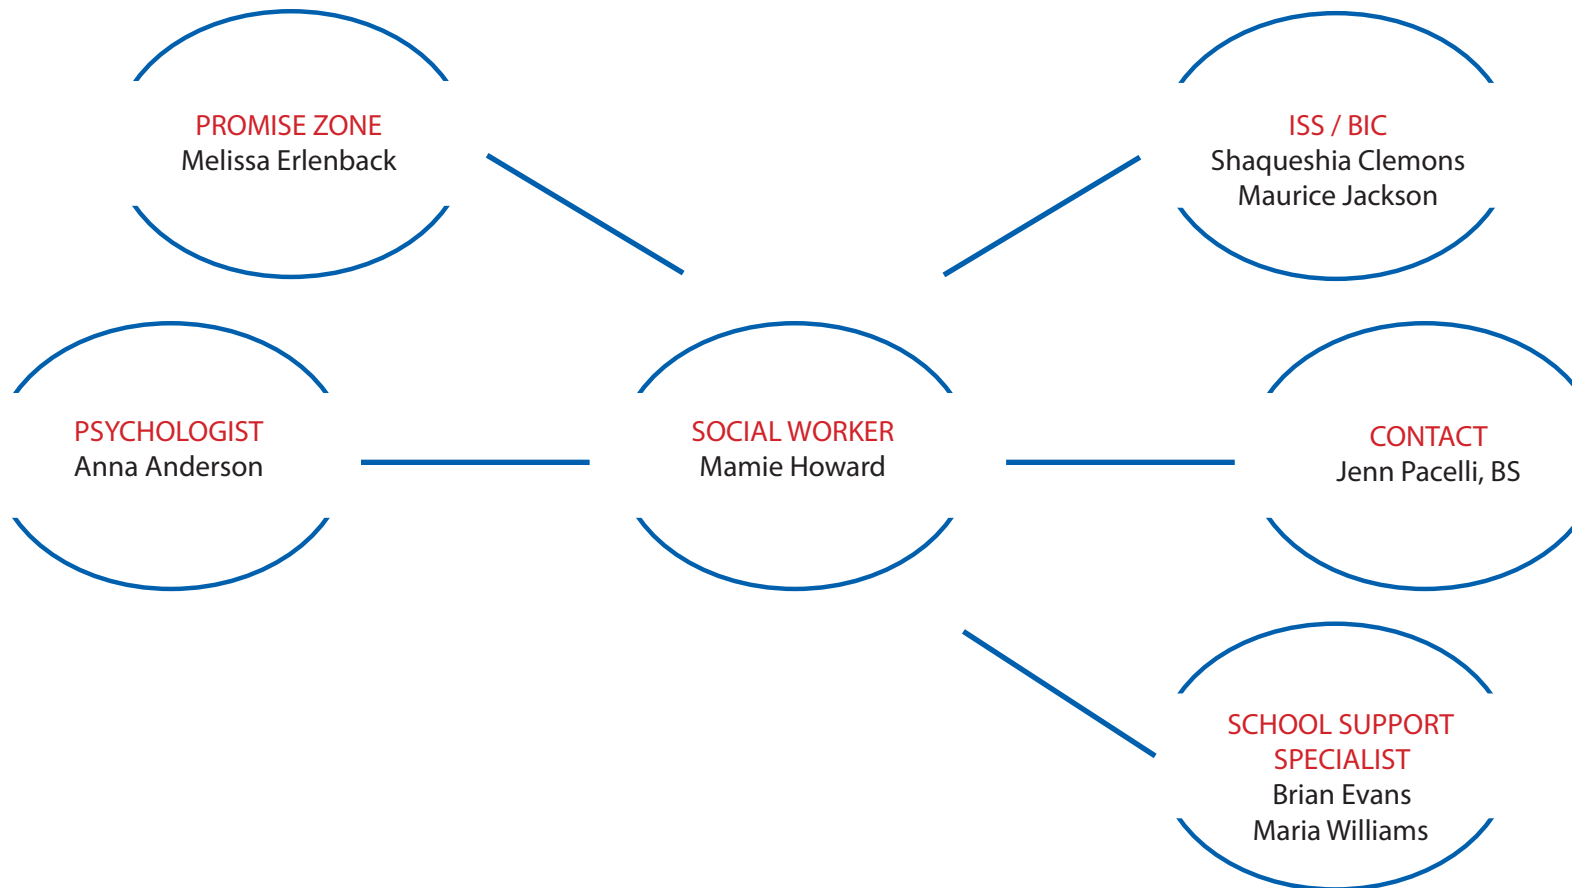 PROMISE ZONE
Melissa Erlenback
ISS / BIC
Shaqueshia Clemons
Maurice Jackson
PSYCHOLOGIST
Anna Anderson
SOCIAL WORKER
Mamie Howard
CONTACT
Jenn Pacelli, BS
SCHOOL SUPPORT
SPECIALIST
Brian Evans
Maria Williams